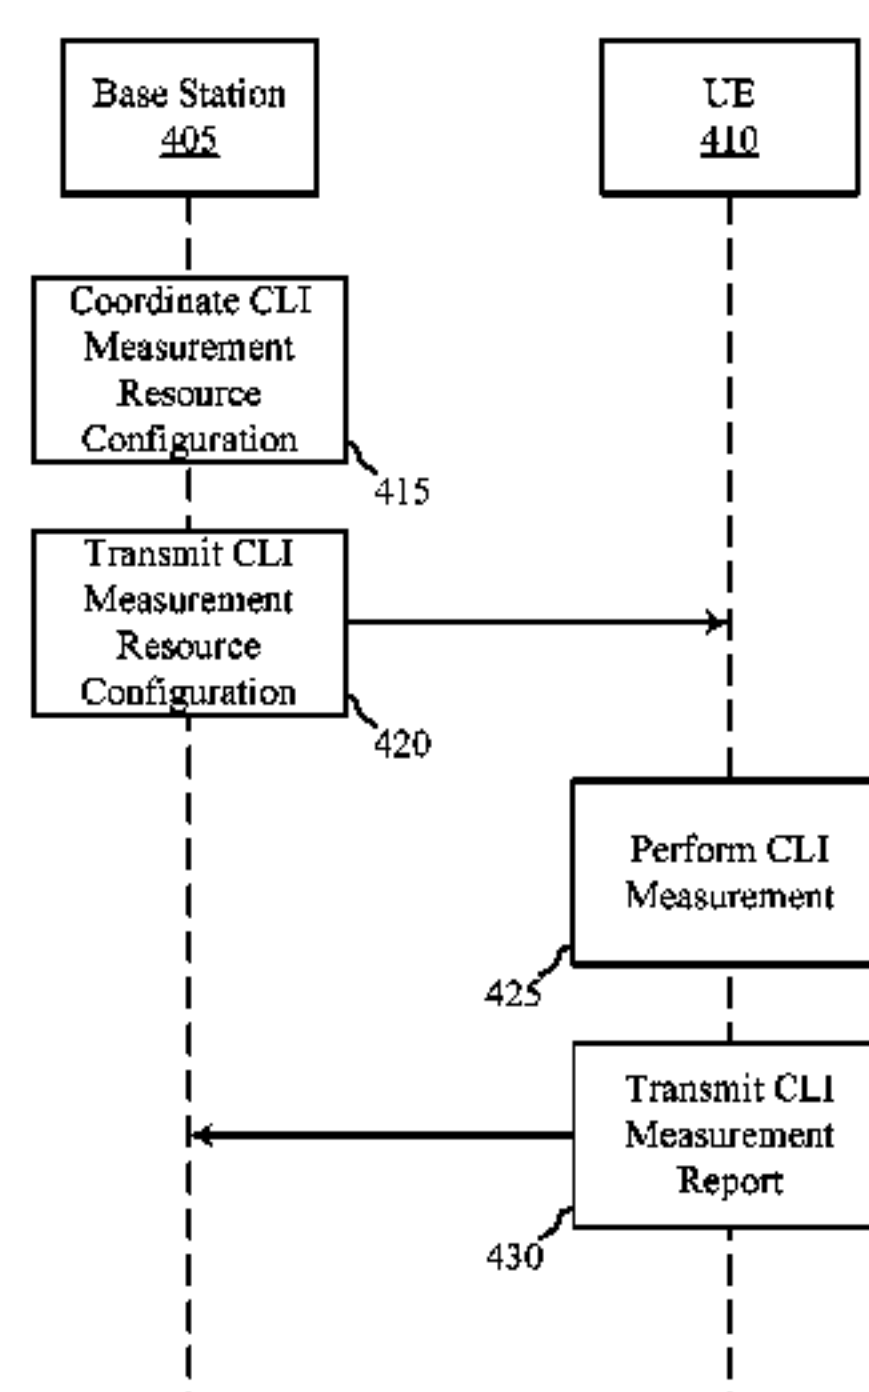 Base Station
405
UE
410
Coordinate CLI
Measurement
Resource
Configuration
415
Transmit CLI
Measurement
Resource
Configuration
420
Perform CLI
Measurement
425
Transmit CLI
Measurement
Report
430